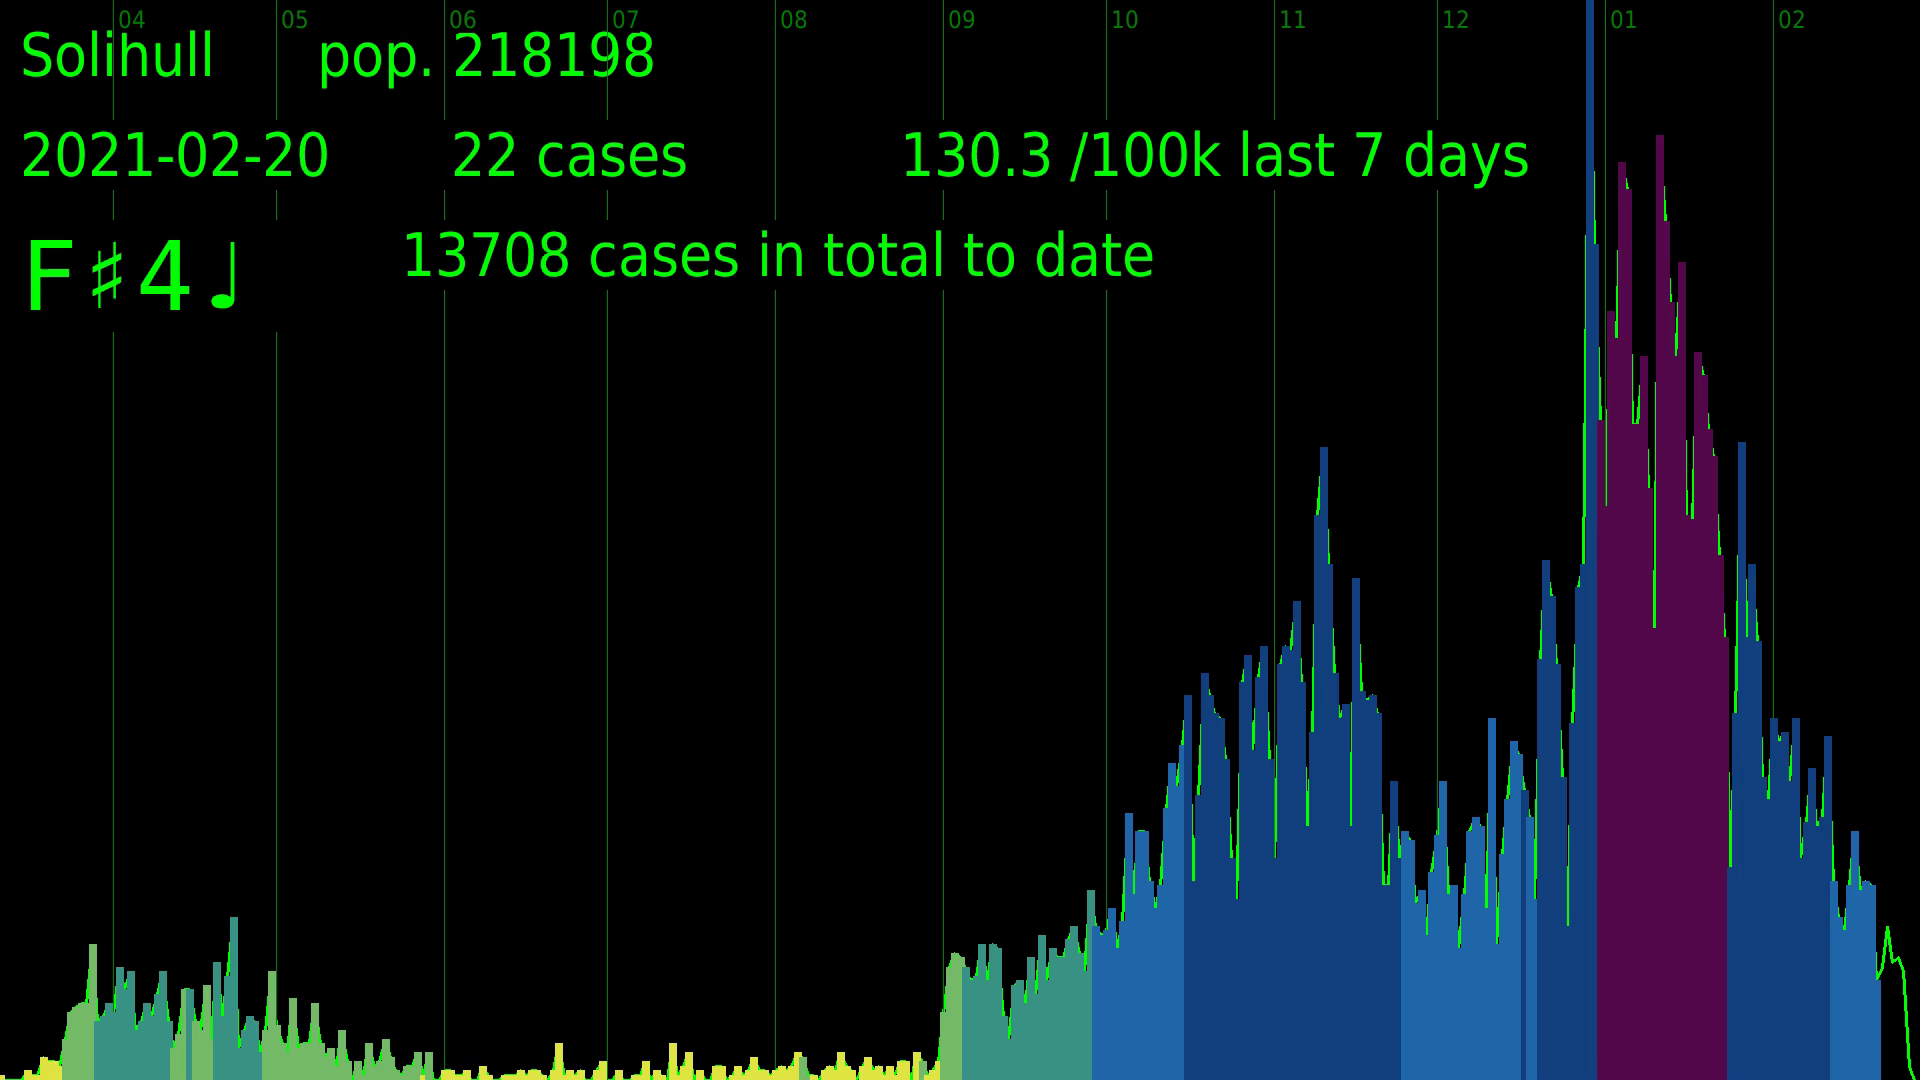 04 05 06 07 08 09 10 11 12 01 02
Solihull pop. 218198
2021-02-20 22 cases 130.3 /100k last 7 days
F♯4♩ 13708 cases in total to date